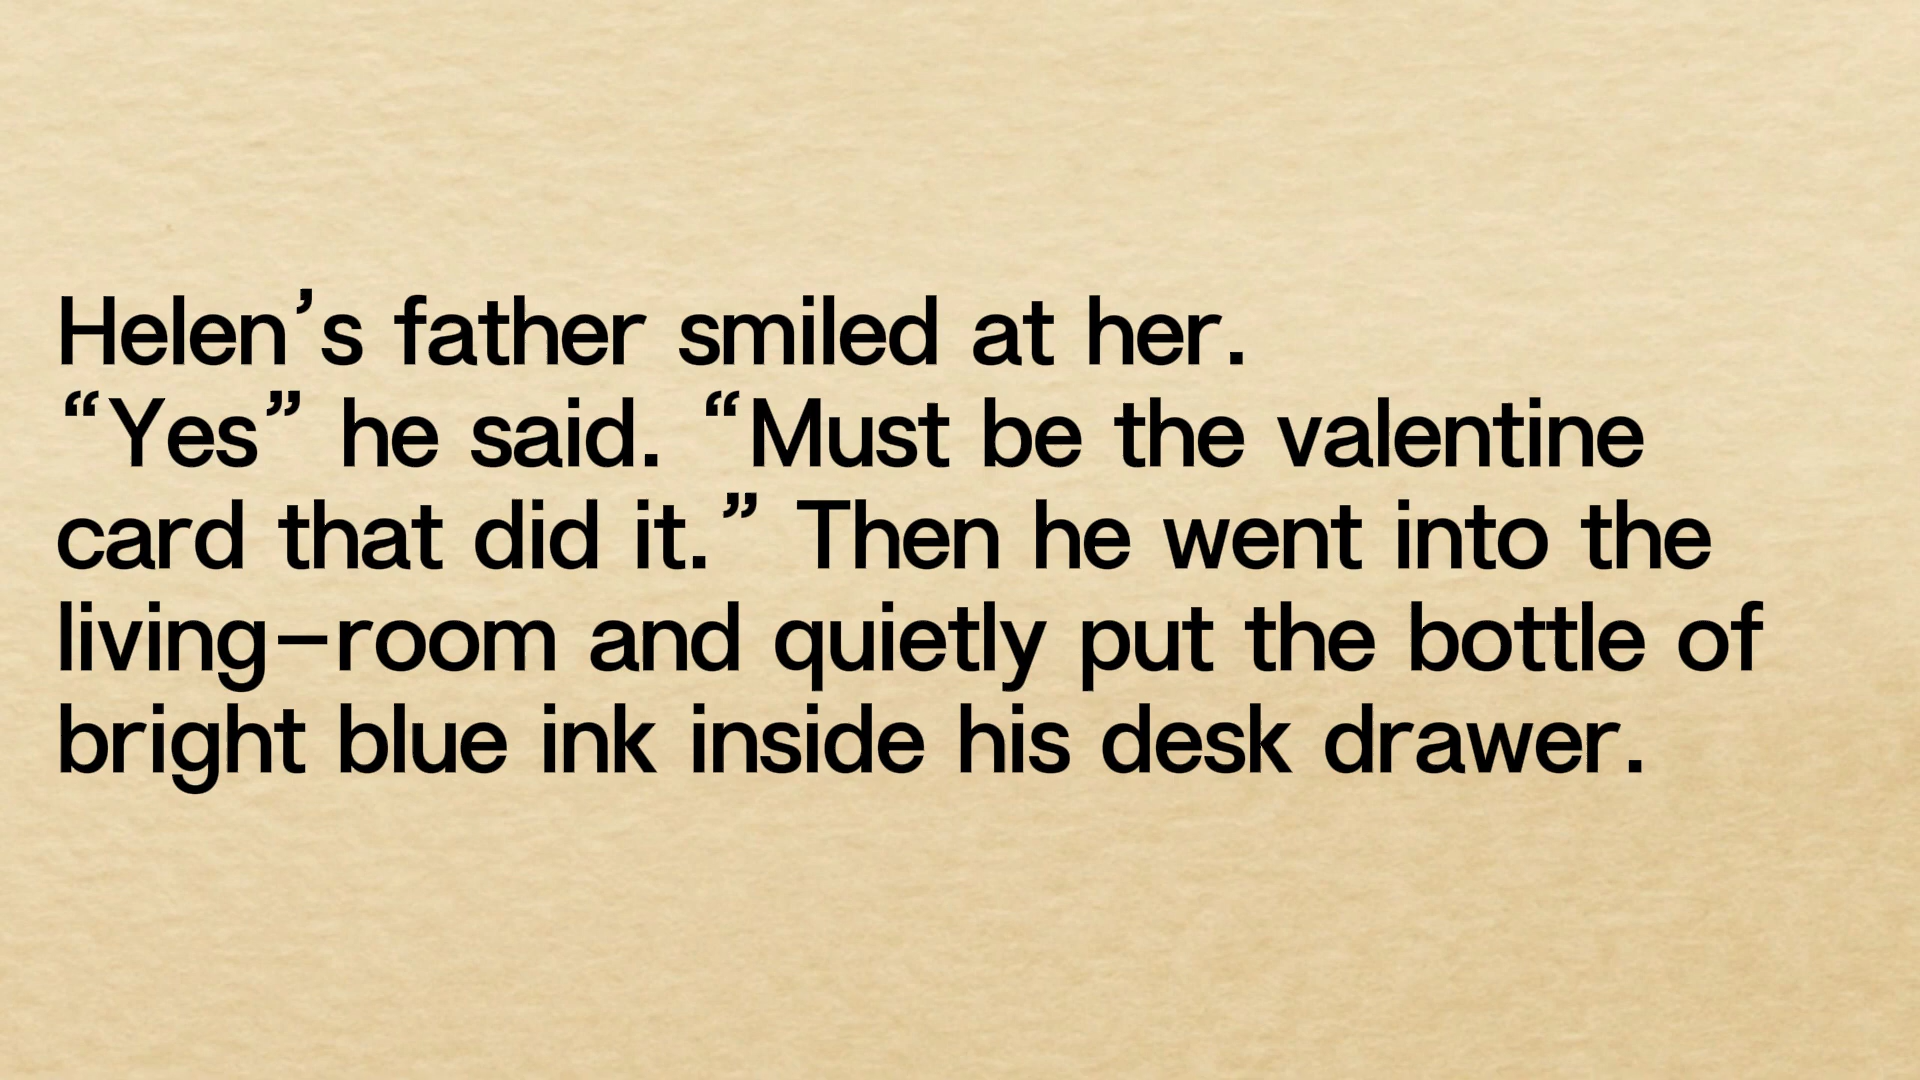 Helen’s father smiled at her.
“Yes” he said. “Must be the valentine
card that did it.” Then he went into the
living-room and quietly put the bottle of
bright blue ink inside his desk drawer.